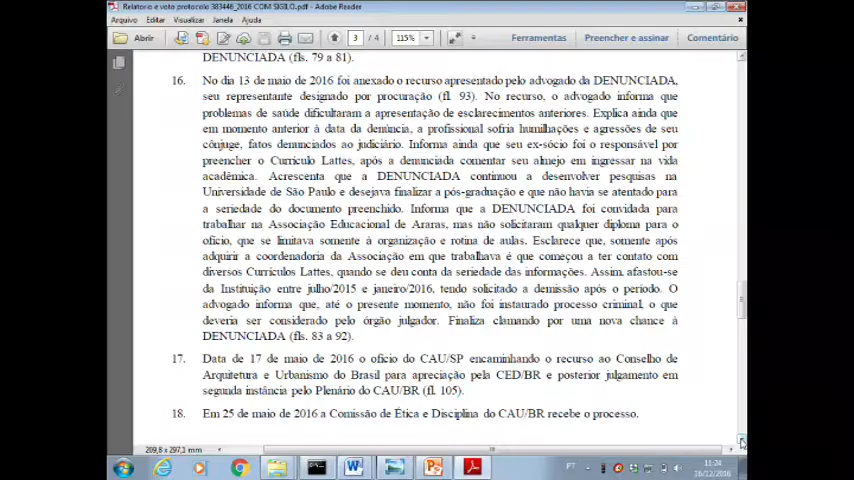 Relatorio e voto protocolo 383446_2016 COM SIGILO.pdf - Adobe Reader
Arquivo Editar Visualizar Janela Ajuda
Abrir 3 / 4 115% Ferramentas Preencher e assinar Comentário
DENUNCIADA (fls. 79 a 81).
16. No dia 13 de maio de 2016 foi anexado o recurso apresentado pelo advogado da DENUNCIADA,
seu representante designado por procuração (fl. 93). No recurso, o advogado informa que
problemas de saúde dificultaram a apresentação de esclarecimentos anteriores. Explica ainda que
em momento anterior à data da denúncia, a profissional sofria humilhações e agressões de seu
cônjuge, fatos denunciados ao judiciário. Informa ainda que seu ex-sócio foi o responsável por
preencher o Currículo Lattes, após a denunciada comentar seu almejo em ingressar na vida
acadêmica. Acrescenta que a DENUNCIADA continuou a desenvolver pesquisas na
Universidade de São Paulo e desejava finalizar a pós-graduação e que não havia se atentado para
a seriedade do documento preenchido. Informa que a DENUNCIADA foi convidada para
trabalhar na Associação Educacional de Araras, mas não solicitaram qualquer diploma para o
ofício, que se limitava somente à organização e rotina de aulas. Esclarece que, somente após
adquirir a coordenadoria da Associação em que trabalhava é que começou a ter contato com
diversos Currículos Lattes, quando se deu conta da seriedade das informações. Assim, afastou-se
da Instituição entre julho/2015 e janeiro/2016, tendo solicitado a demissão após o período. O
advogado informa que, até o presente momento, não foi instaurado processo criminal, o que
deveria ser considerado pelo órgão julgador. Finaliza clamando por uma nova chance à
DENUNCIADA (fls. 83 a 92).
17. Data de 17 de maio de 2016 o ofício do CAU/SP encaminhando o recurso ao Conselho de
Arquitetura e Urbanismo do Brasil para apreciação pela CED/BR e posterior julgamento em
segunda instância pelo Plenário do CAU/BR (fl. 105).
18. Em 25 de maio de 2016 a Comissão de Ética e Disciplina do CAU/BR recebe o processo.
209,8 x 297,1 mm
PT 11:24
16/12/2016